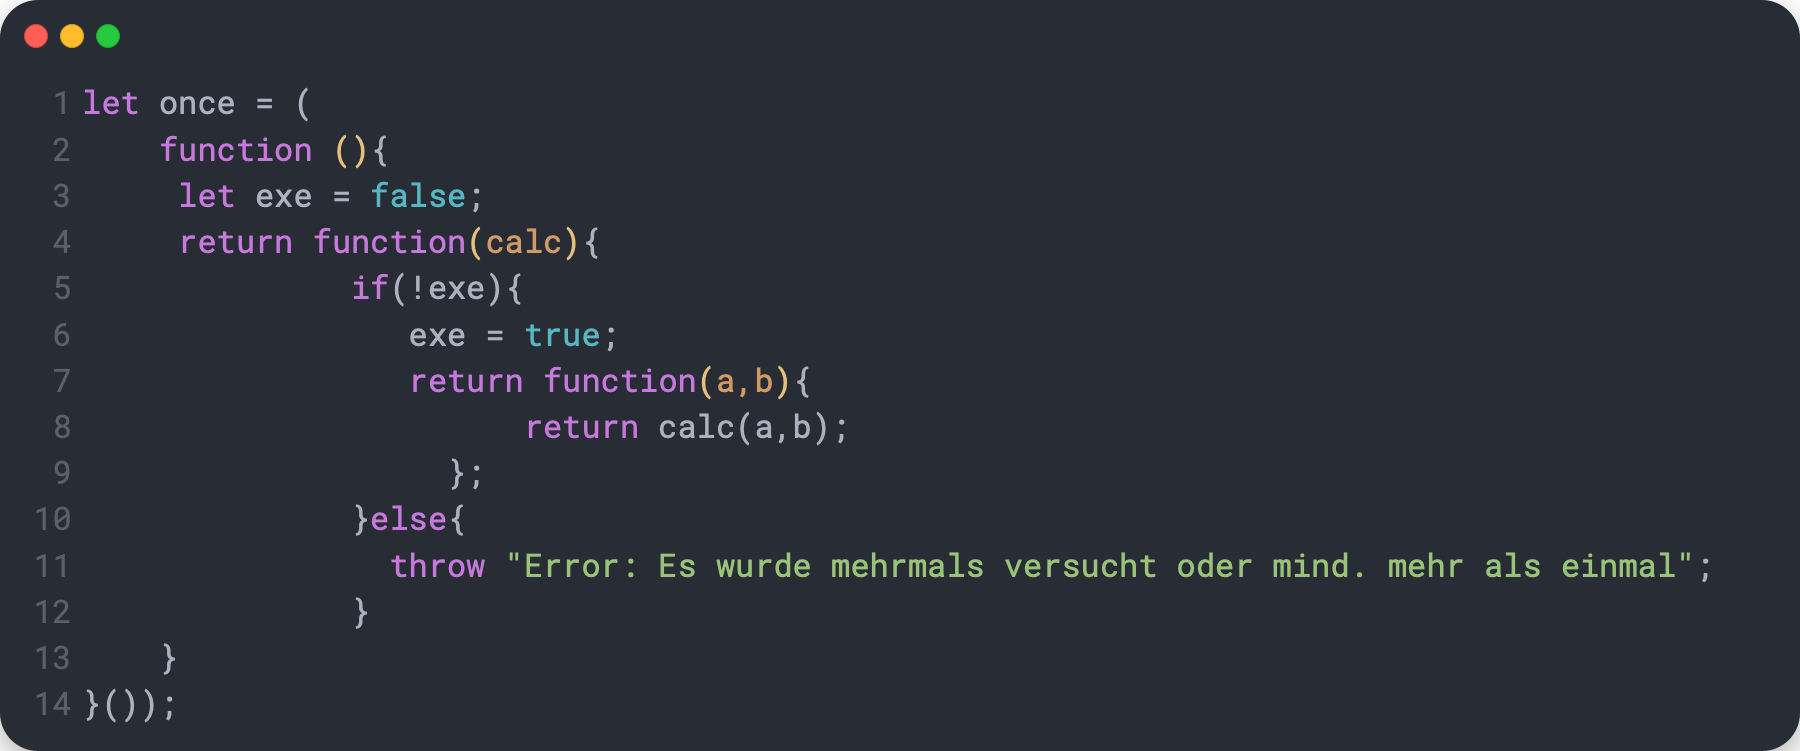 1 let once = (
2     function (){
3      let exe = false;
4      return function(calc){
5               if(!exe){
6                  exe = true;
7                  return function(a,b){
8                        return calc(a,b);
9                    };
10               }else{
11                 throw "Error: Es wurde mehrmals versucht oder mind. mehr als einmal";
12               }
13     }
14 }());